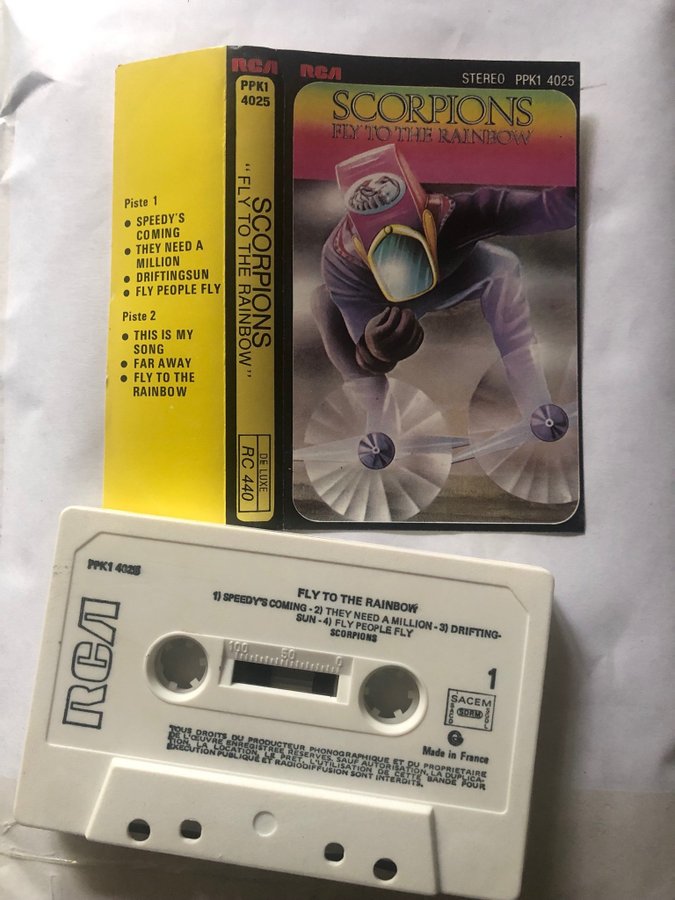 Piste 1
● SPEEDY'S
COMING
● THEY NEED A
MILLION
● DRIFTINGSUN
● FLY PEOPLE FLY
Piste 2
● THIS IS MY
SONG
● FAR AWAY
● FLY TO THE
RAINBOW
RCA
PPK1
4025
SCORPIONS
"FLY TO THE RAINBOW"
DE LUXE
RC 440
RCA
STEREO PPK1 4025
SCORPIONS
FLY TO THE RAINBOW
PPK1 4025
RCA
FLY TO THE RAINBOW
1) SPEEDY'S COMING - 2) THEY NEED A MILLION - 3) DRIFTING-
SUN - 4) FLY PEOPLE FLY
SCORPIONS
100 50 0
1
SACEM
SDRM
Made in France
TOUS DROITS DU PRODUCTEUR PHONOGRAPHIQUE ET DU PROPRIETAIRE
DE L'ŒUVRE ENREGISTREE RESERVES. SAUF AUTORISATION, LA DUPLICA-
TION, LA LOCATION, LE PRET, L'UTILISATION DE CETTE BANDE POUR
EXECUTION PUBLIQUE ET RADIODIFFUSION SONT INTERDITS.